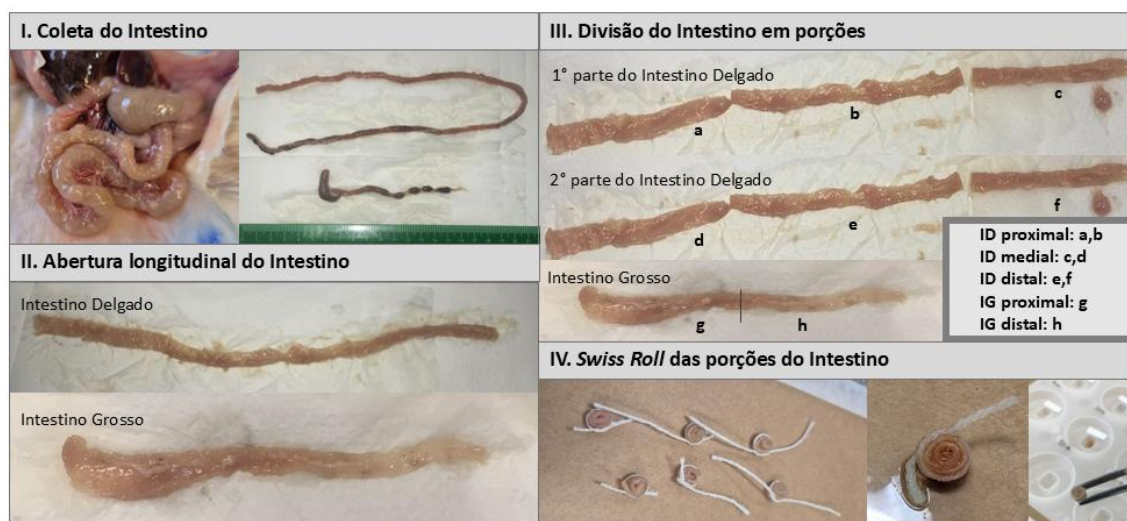 I. Coleta do Intestino
II. Abertura longitudinal do Intestino
Intestino Delgado
Intestino Grosso
III. Divisão do Intestino em porções
1° parte do Intestino Delgado
a
b
c
2° parte do Intestino Delgado
d
e
f
Intestino Grosso
g
h
ID proximal: a,b
ID medial: c,d
ID distal: e,f
IG proximal: g
IG distal: h
IV. Swiss Roll das porções do Intestino